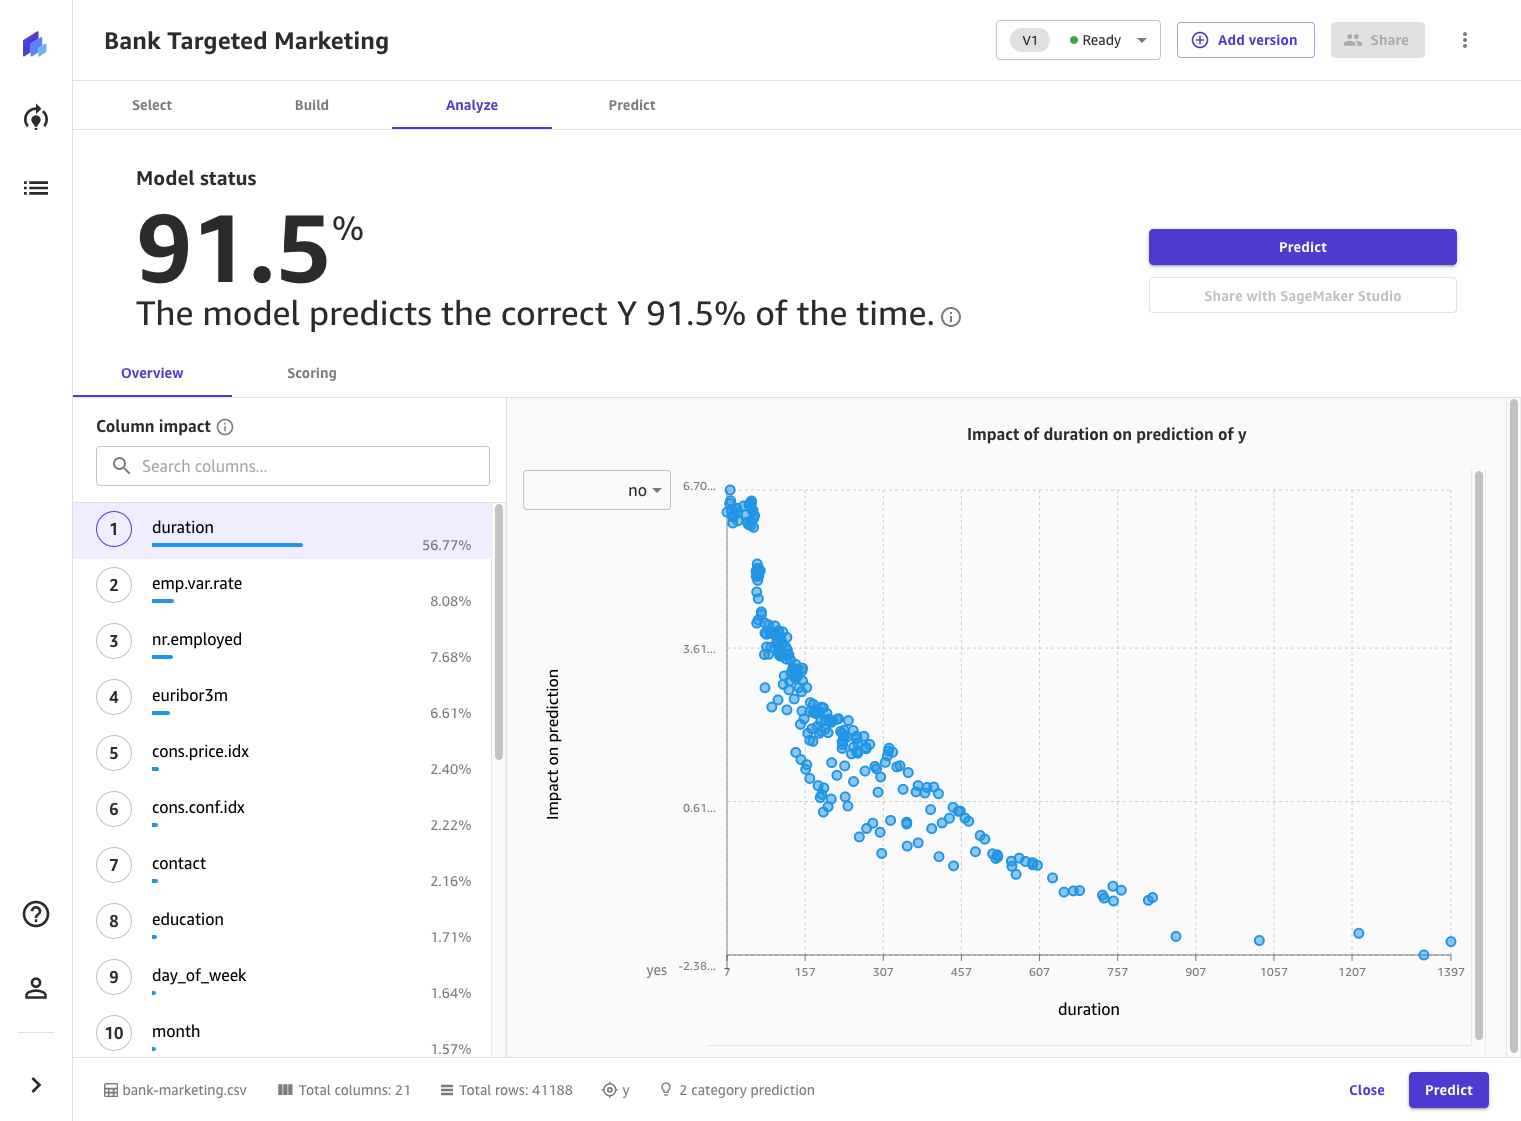 Bank Targeted Marketing
V1 Ready
Add version
Share
Select Build Analyze Predict
Model status
91.5%
The model predicts the correct Y 91.5% of the time.
Predict
Share with SageMaker Studio
Overview Scoring
Column impact
Search columns...
1 duration 56.77%
2 emp.var.rate 8.08%
3 nr.employed 7.68%
4 euribor3m 6.61%
5 cons.price.idx 2.40%
6 cons.conf.idx 2.22%
7 contact 2.16%
8 education 1.71%
9 day_of_week 1.64%
10 month 1.57%
Impact of duration on prediction of y
no
6.70...
3.61...
0.61...
-2.38...
yes
Impact on prediction
7 157 307 457 607 757 907 1057 1207 1397
duration
bank-marketing.csv Total columns: 21 Total rows: 41188 y 2 category prediction
Close
Predict